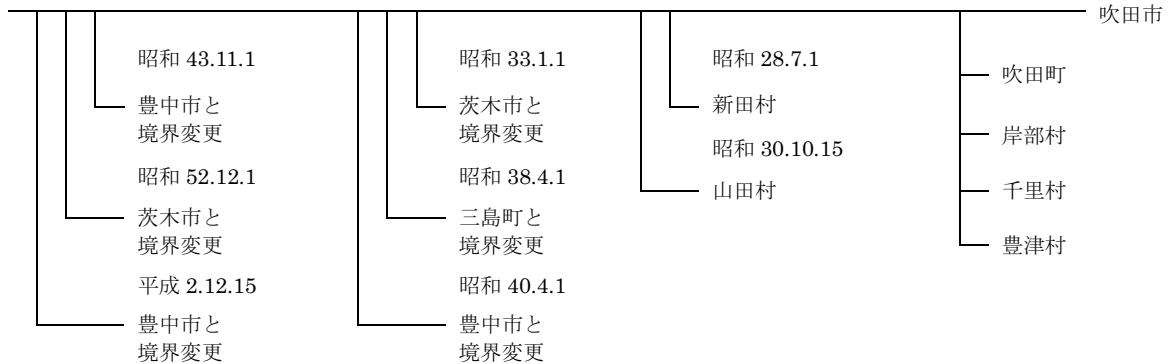 吹田市
吹田町
岸部村
千里村
豊津村
昭和 28.7.1
新田村
昭和 30.10.15
山田村
昭和 33.1.1
茨木市と
境界変更
昭和 38.4.1
三島町と
境界変更
昭和 40.4.1
豊中市と
境界変更
昭和 43.11.1
豊中市と
境界変更
昭和 52.12.1
茨木市と
境界変更
平成 2.12.15
豊中市と
境界変更